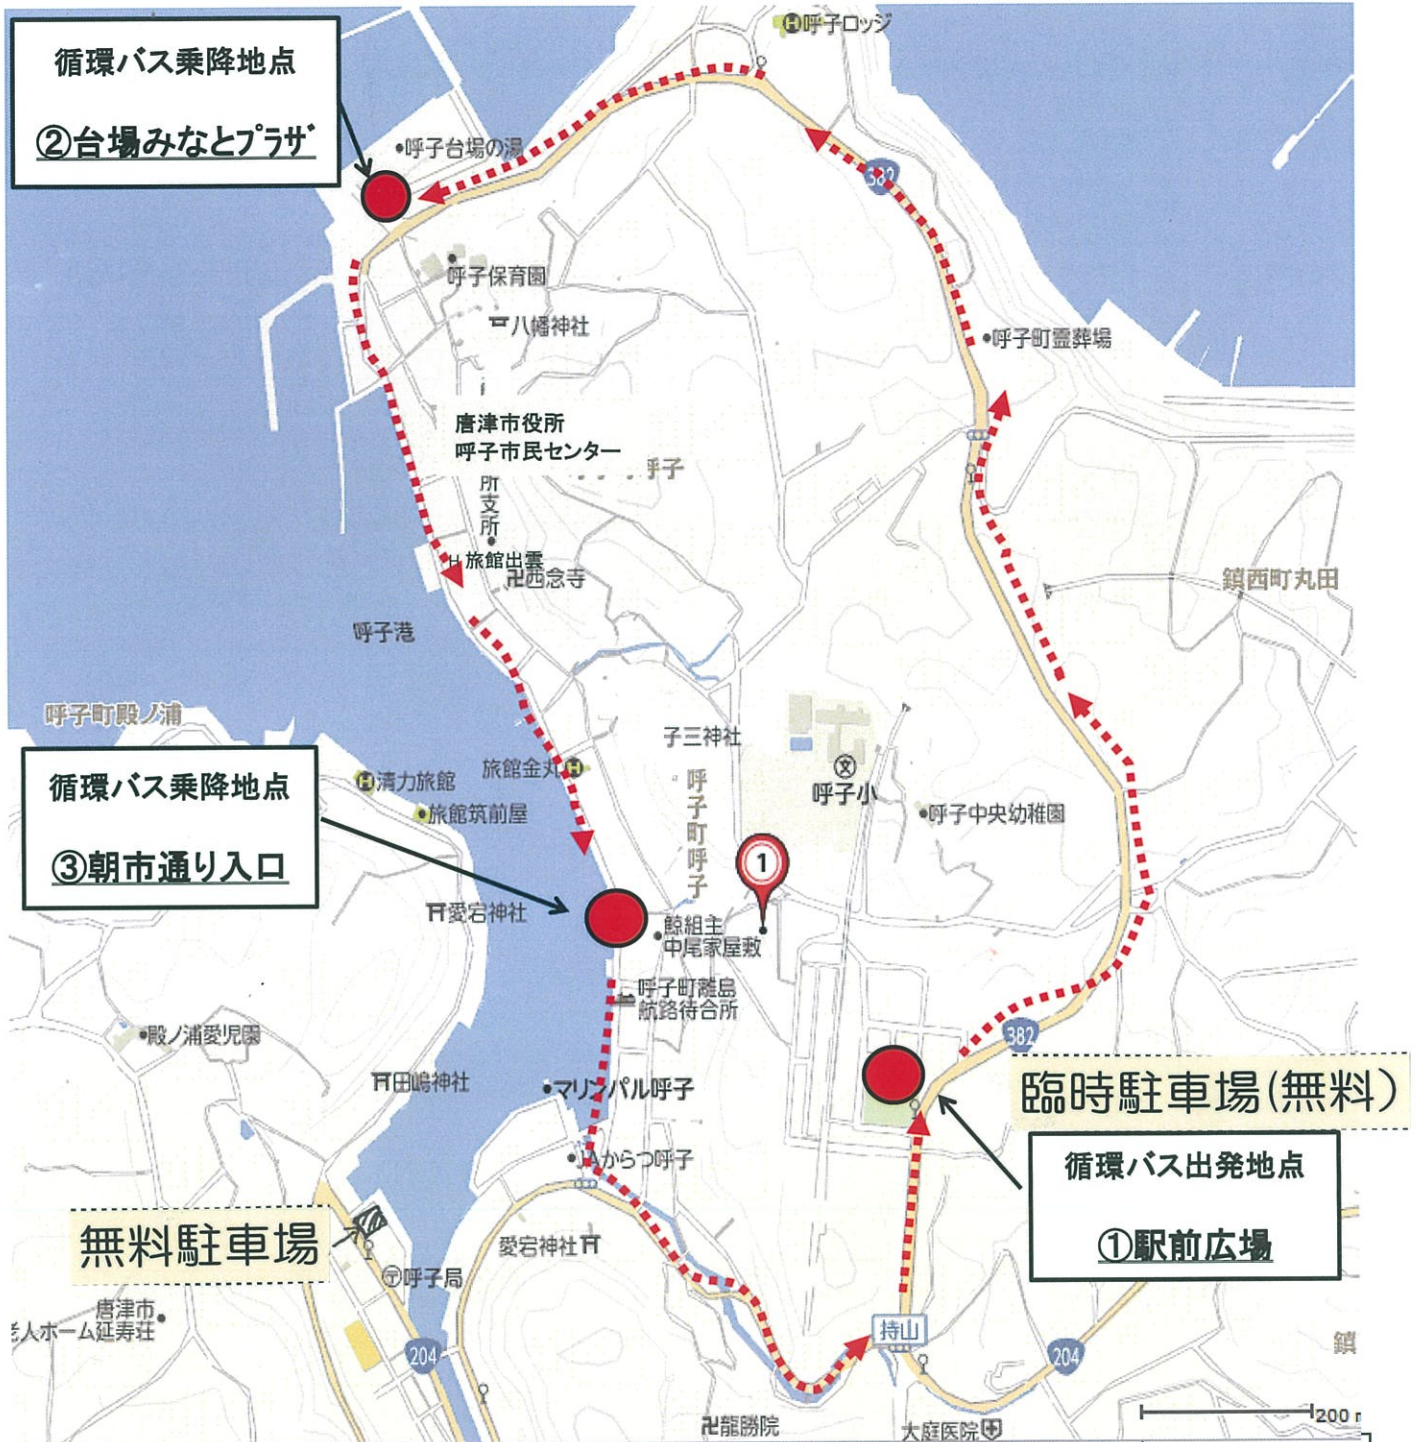 呼子ロッジ
循環バス乗降地点
②台場みなとプラザ
呼子台場の湯
382
呼子保育園
八幡神社
呼子町霊葬場
唐津市役所
呼子市民センター
呼子
所支所
H 旅館出雲
卍西念寺
鎮西町丸田
呼子港
呼子町殿ノ浦
子三神社
循環バス乗降地点
③朝市通り入口
H清力旅館
旅館金丸H
旅館筑前屋
呼子町呼子
文
呼子小
呼子中央幼稚園
1
愛宕神社
鯨組主
中尾家屋敷
呼子町離島
航路待合所
殿ノ浦愛児園
田嶋神社
マリンパル呼子
382
臨時駐車場(無料)
JAからつ呼子
循環バス出発地点
①駅前広場
無料駐車場
愛宕神社
〒呼子局
唐津市
老人ホーム延寿荘
持山
204
204
鎮
卍龍勝院
大庭医院
200 m